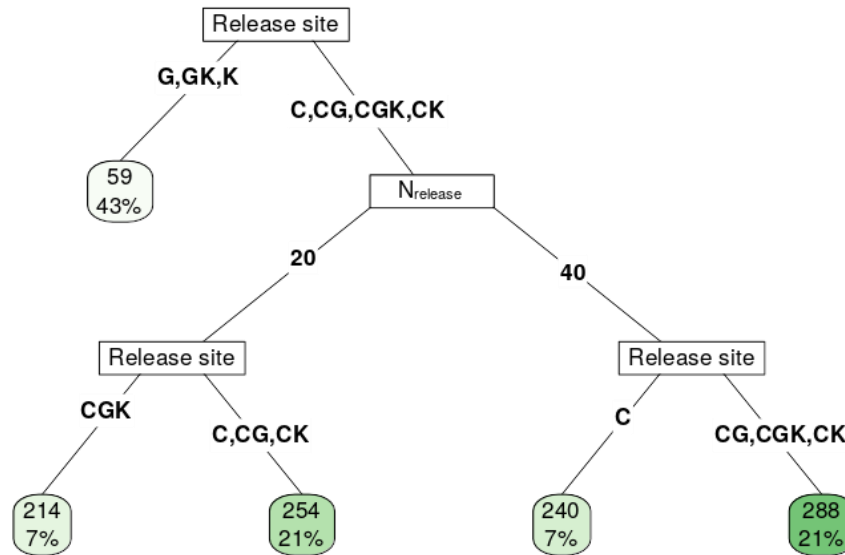 Release site
G,GK,K
C,CG,CGK,CK
59
43%
Nrelease
20
40
Release site
Release site
CGK
C,CG,CK
C
CG,CGK,CK
214
7%
254
21%
240
7%
288
21%